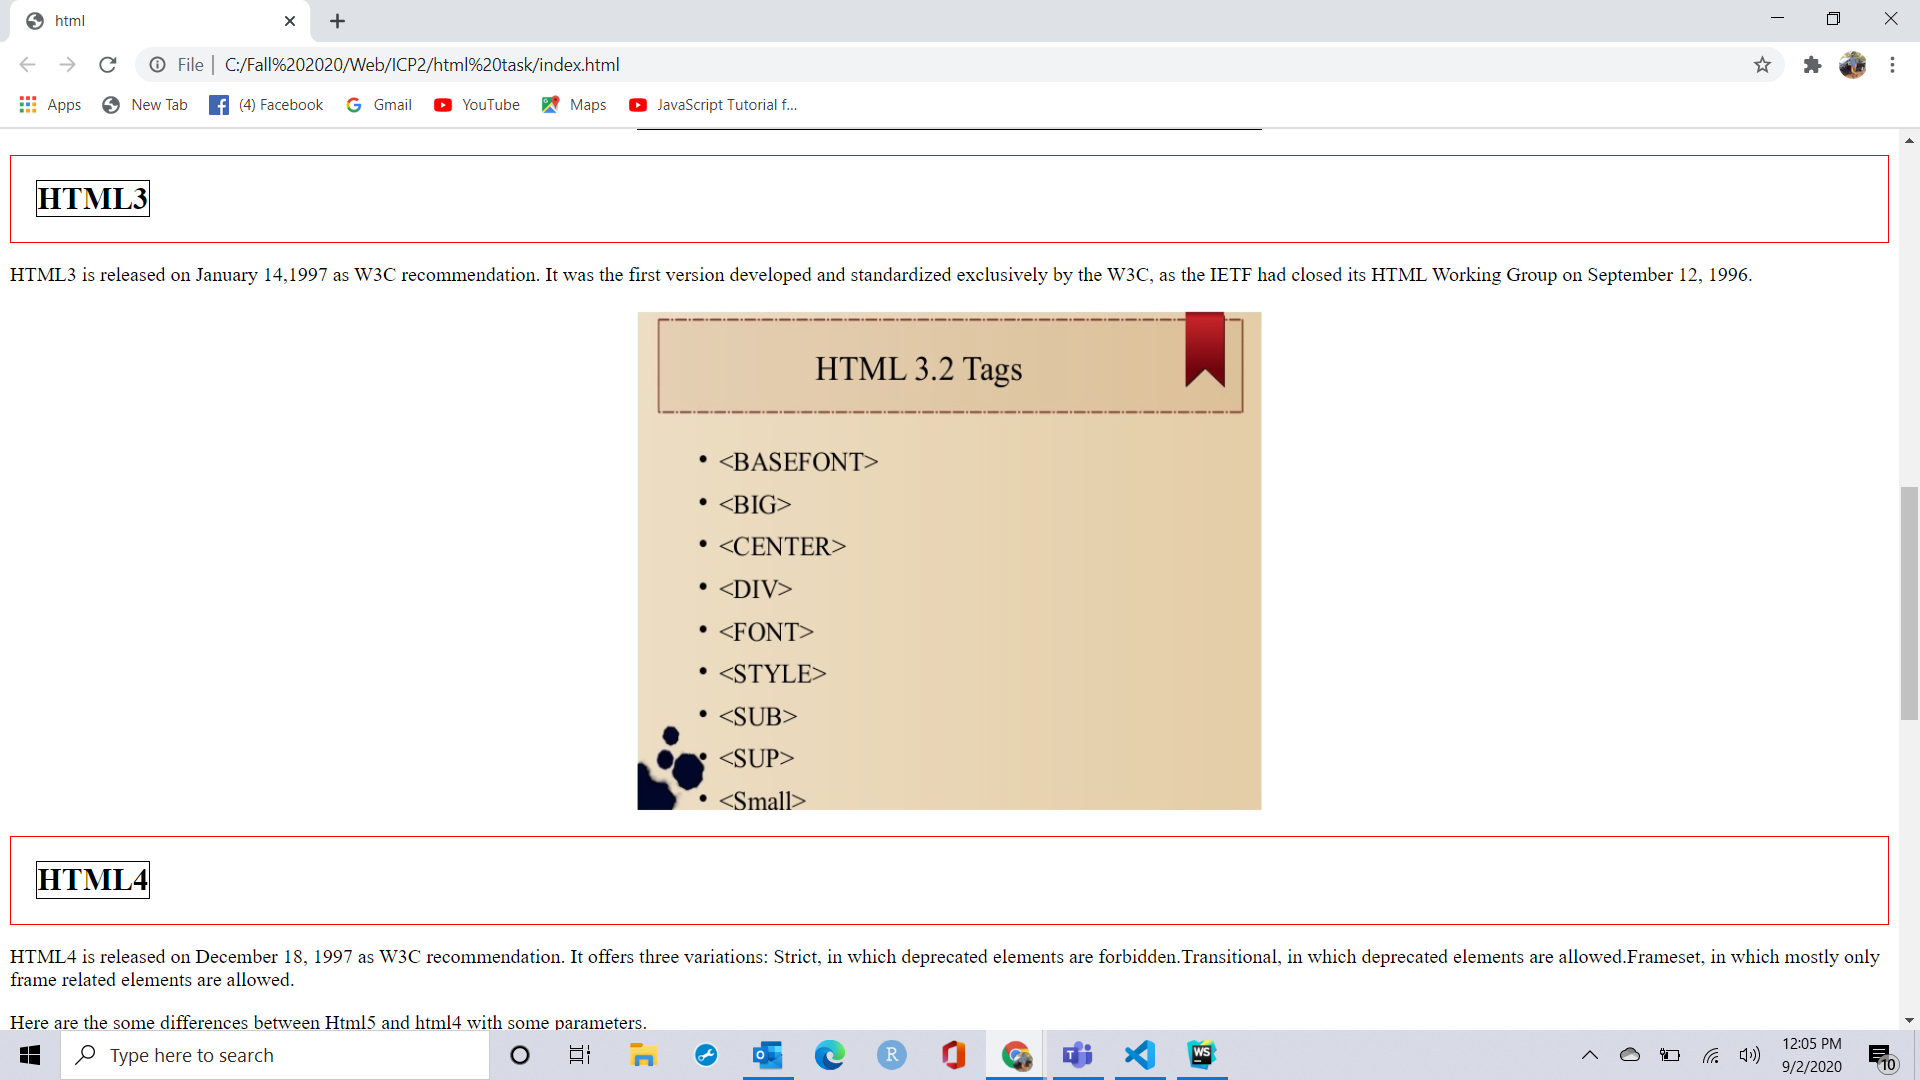 html
File | C:/Fall%202020/Web/ICP2/html%20task/index.html
Apps New Tab (4) Facebook Gmail YouTube Maps JavaScript Tutorial f...
HTML3
HTML3 is released on January 14,1997 as W3C recommendation. It was the first version developed and standardized exclusively by the W3C, as the IETF had closed its HTML Working Group on September 12, 1996.
HTML 3.2 Tags
• <BASEFONT>
• <BIG>
• <CENTER>
• <DIV>
• <FONT>
• <STYLE>
• <SUB>
• <SUP>
• <Small>
HTML4
HTML4 is released on December 18, 1997 as W3C recommendation. It offers three variations: Strict, in which deprecated elements are forbidden.Transitional, in which deprecated elements are allowed.Frameset, in which mostly only
frame related elements are allowed.
Here are the some differences between Html5 and html4 with some parameters.
Type here to search
R
WS
12:05 PM
9/2/2020
10